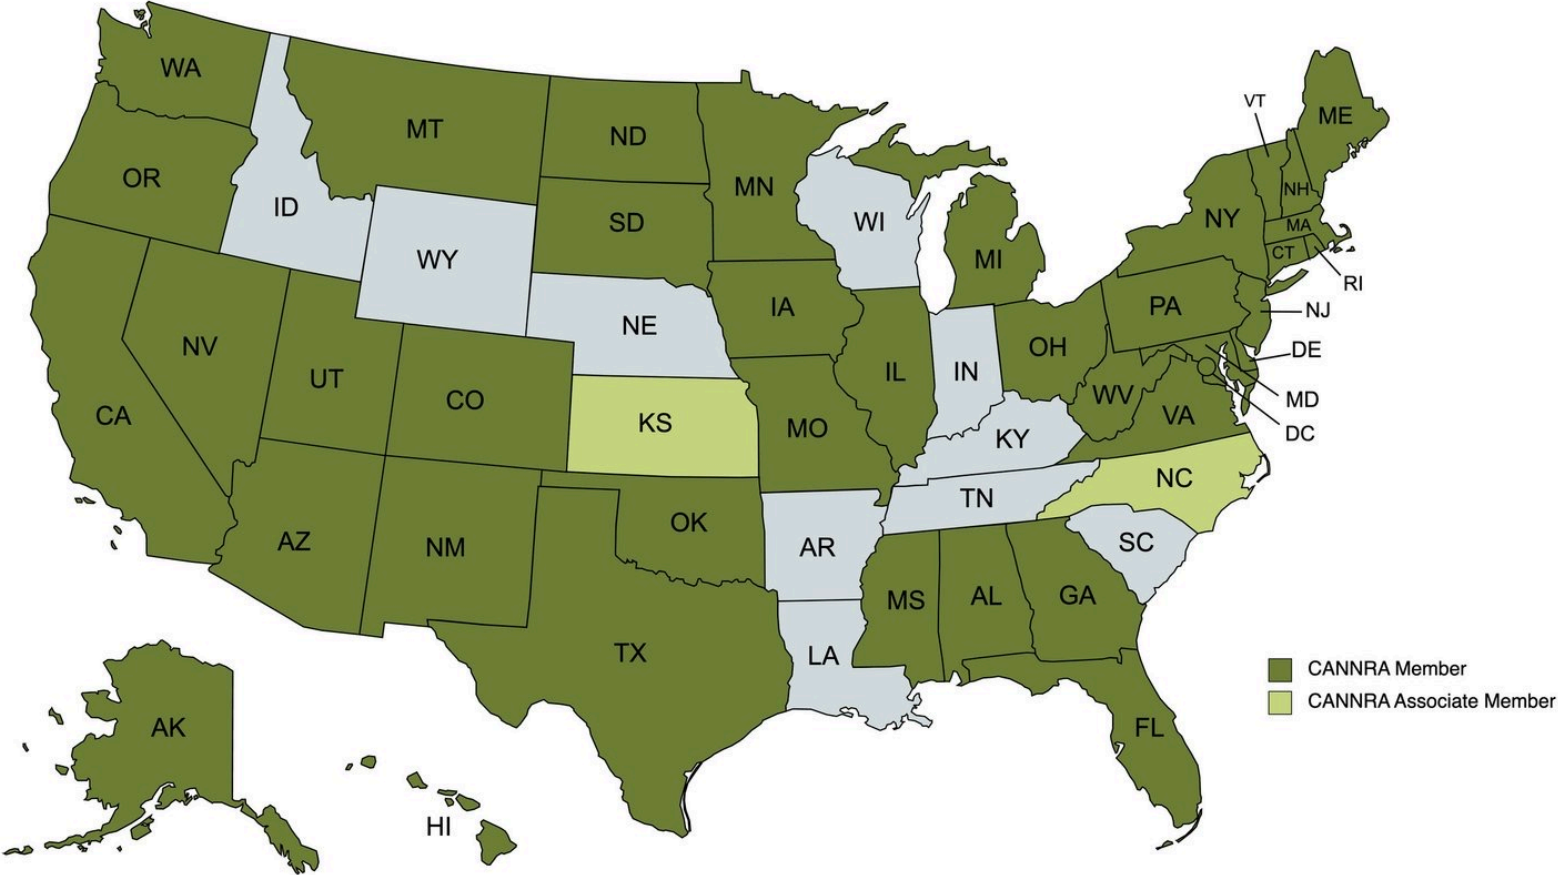 WA
MT
ND
MN
OR
ID
SD
WI
WY
MI
VT
ME
NH
NY
MA
CT
RI
NE
IA
PA
NJ
NV
IL
IN
OH
DE
UT
CO
WV
MD
CA
KS
MO
VA
DC
KY
NC
TN
OK
AZ
NM
AR
SC
MS
AL
GA
TX
LA
CANNRA Member
CANNRA Associate Member
AK
FL
HI